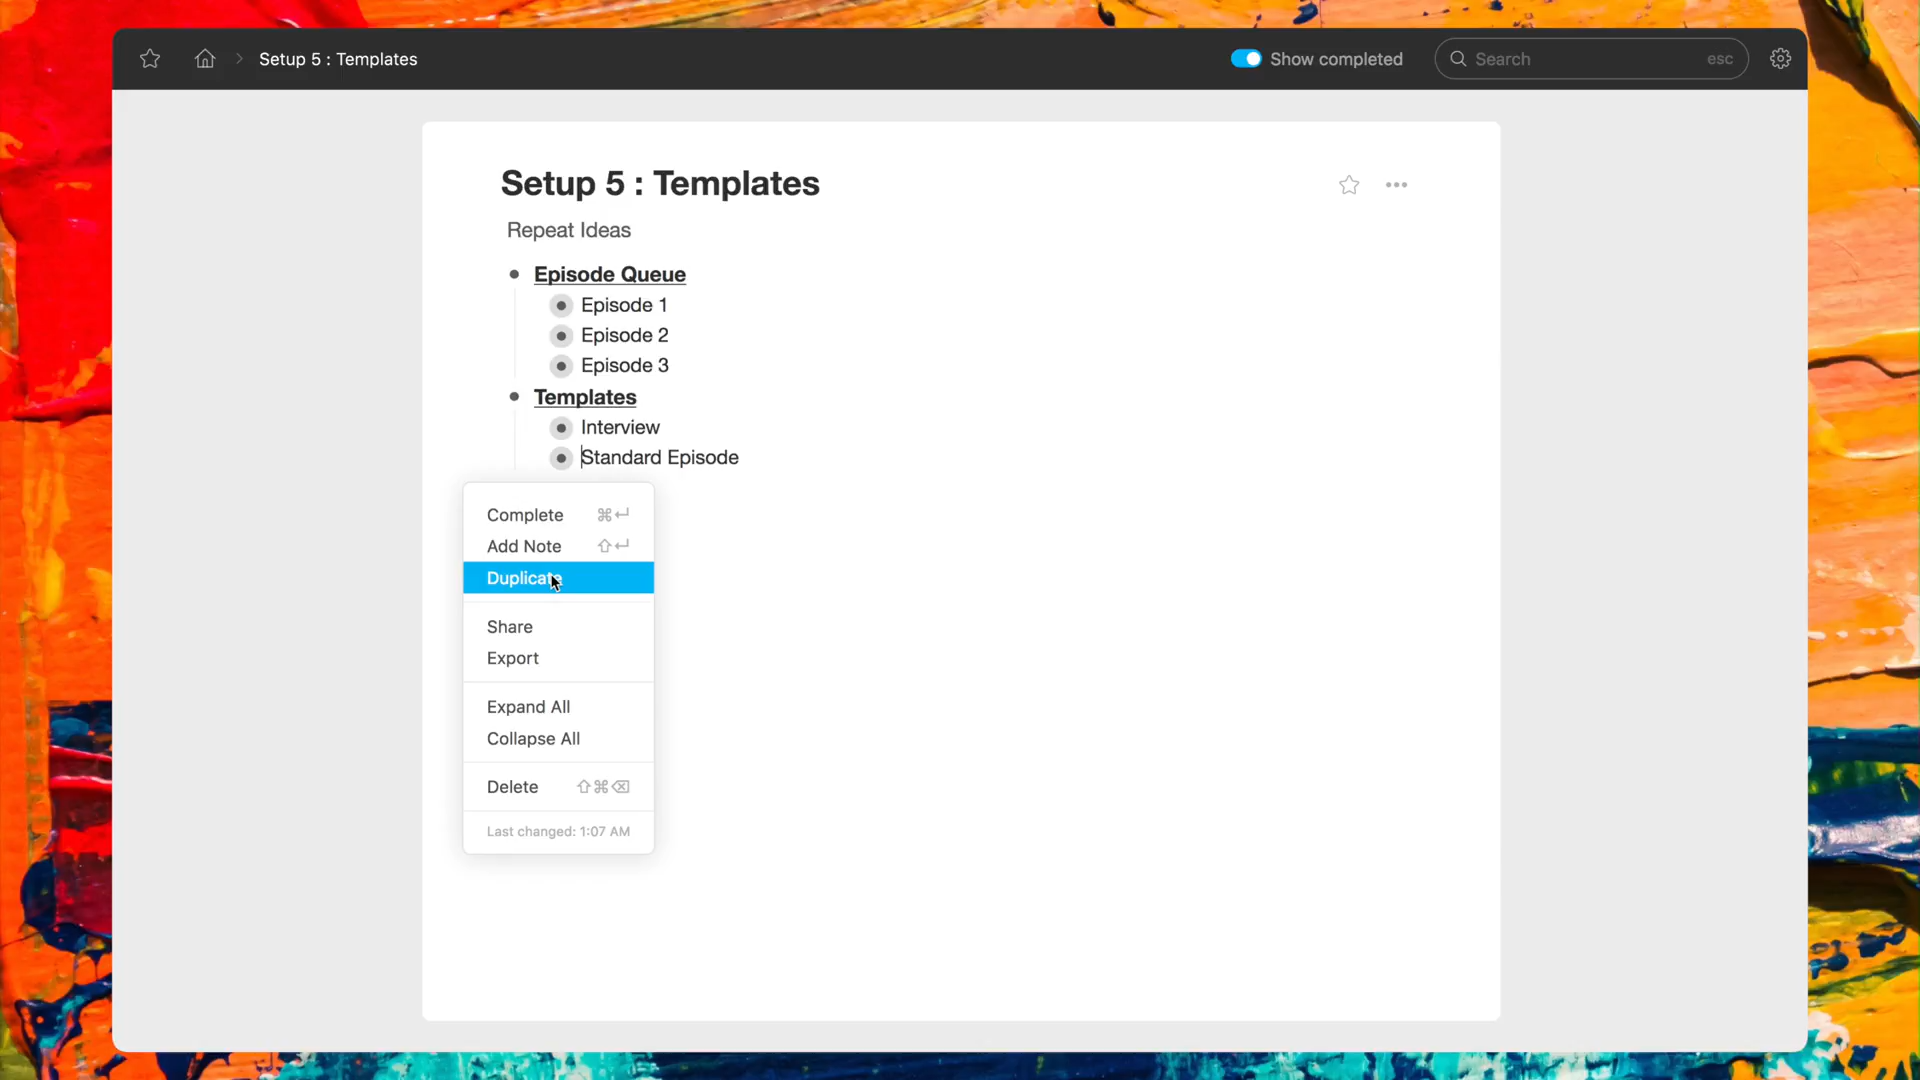 Setup 5 : Templates
Show completed
Search
esc
Setup 5 : Templates
Repeat Ideas
Episode Queue
Episode 1
Episode 2
Episode 3
Templates
Interview
Standard Episode
Complete ⌘↵
Add Note ⇧↵
Duplicate
Share
Export
Expand All
Collapse All
Delete ⇧⌘⌫
Last changed: 1:07 AM